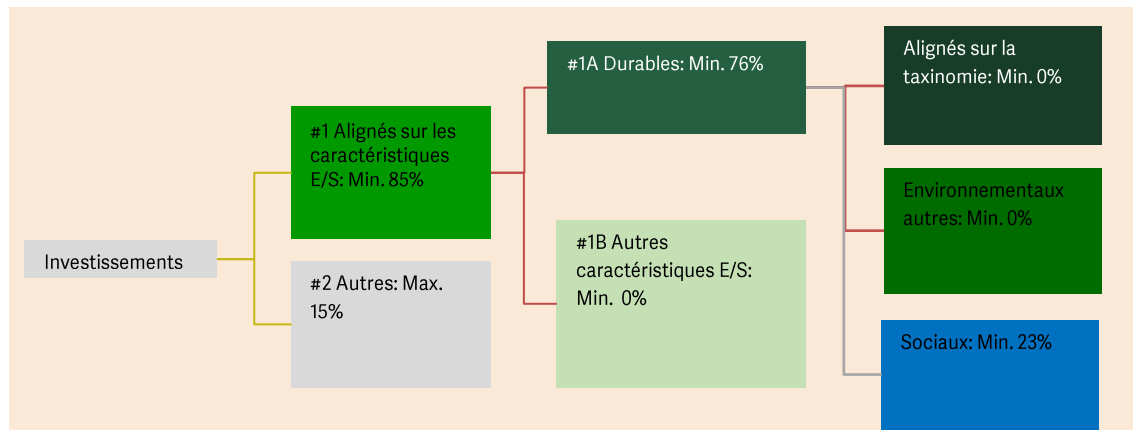 Investissements
#1 Alignés sur les
caractéristiques
E/S: Min. 85%
#2 Autres: Max.
15%
#1A Durables: Min. 76%
#1B Autres
caractéristiques E/S:
Min. 0%
Alignés sur la
taxinomie: Min. 0%
Environnementaux
autres: Min. 0%
Sociaux: Min. 23%